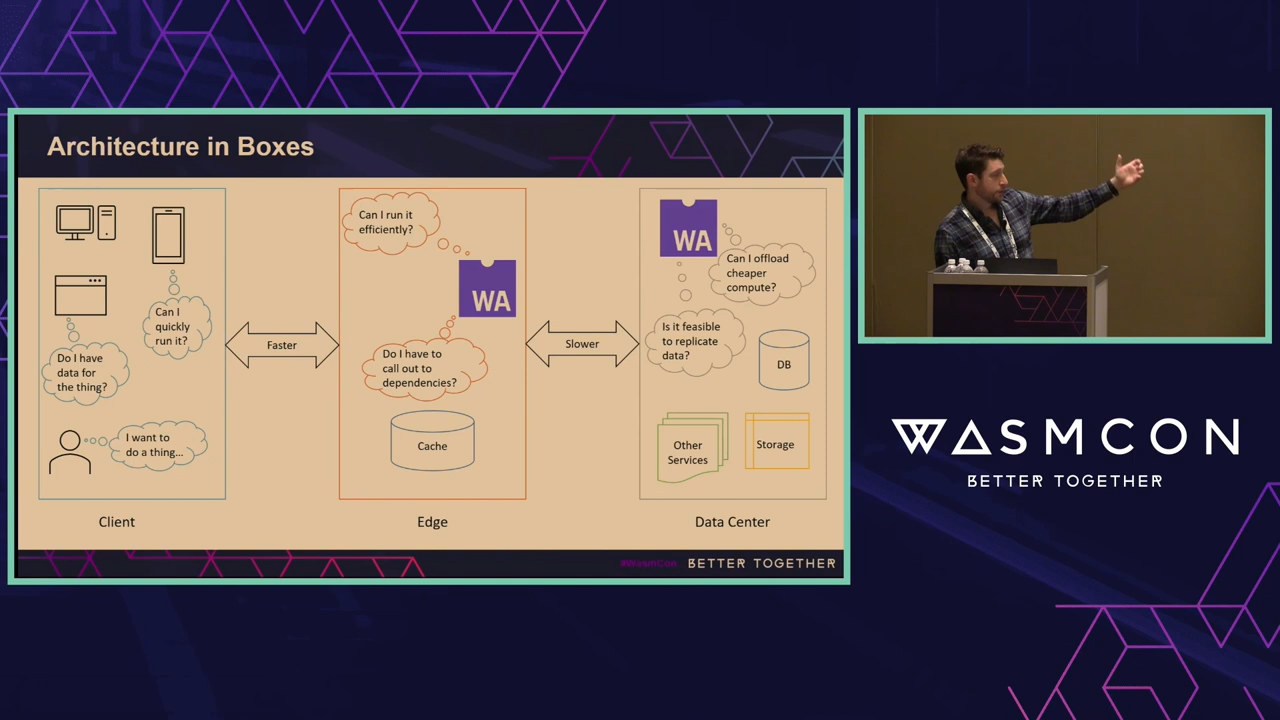 Architecture in Boxes
Can I
quickly
run it?
Do I have
data for
the thing?
I want to
do a thing...
Client
Faster
Can I run it
efficiently?
WA
Do I have to
call out to
dependencies?
Cache
Edge
Slower
WA
Can I offload
cheaper
compute?
Is it feasible
to replicate
data?
DB
Other
Services
Storage
Data Center
#WasmCon BETTER TOGETHER
WASMCON
BETTER TOGETHER